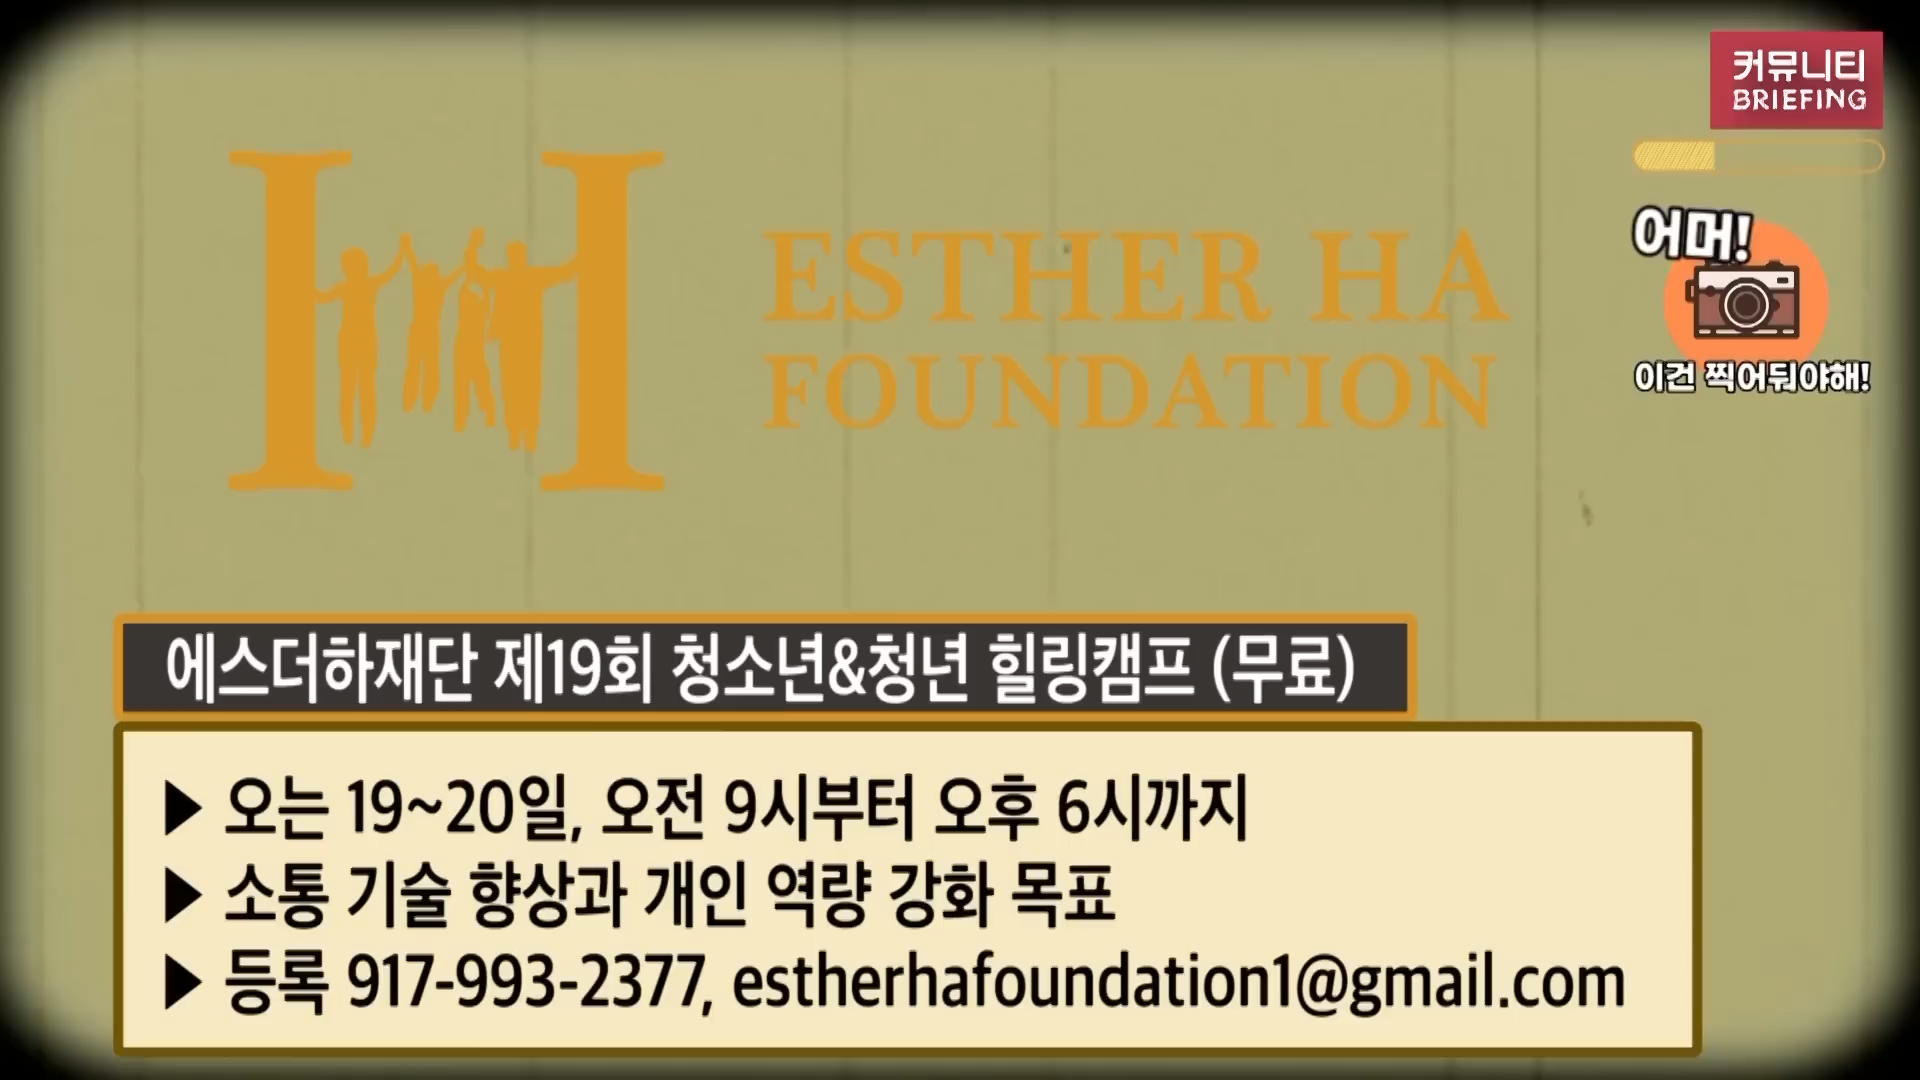 커뮤니티
BRIEFING
어머!
이건 찍어둬야해!
ESTHER HA
FOUNDATION
에스더하재단 제19회 청소년&청년 힐링캠프 (무료)
▶ 오는 19~20일, 오전 9시부터 오후 6시까지
▶ 소통 기술 향상과 개인 역량 강화 목표
▶ 등록 917-993-2377, estherhafoundation1@gmail.com